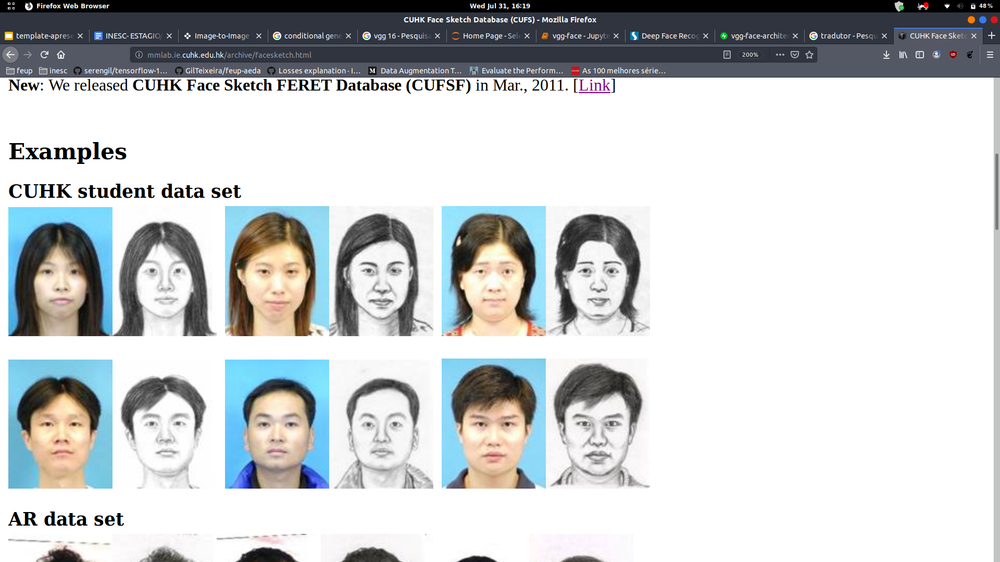 Firefox Web Browser
Wed Jul 31, 16:19
48 %
CUHK Face Sketch Database (CUFS) - Mozilla Firefox
template-aprese
INESC- ESTAGIO/
Image-to-Image
conditional gene
vgg 16 - Pesquisa
Home Page - Sele
vgg-face - Jupyte
Deep Face Recog
vgg-face-archite
tradutor - Pesqu
CUHK Face Sketc
mmlab.ie.cuhk.edu.hk/archive/facesketch.html
200%
feup
inesc
serengil/tensorflow-1…
GilTeixeira/feup-aeda
Losses explanation · I…
M
Data Augmentation T…
Evaluate the Perform…
As 100 melhores série…
New: We released CUHK Face Sketch FERET Database (CUFSF) in Mar., 2011. [Link]
Examples
CUHK student data set
AR data set